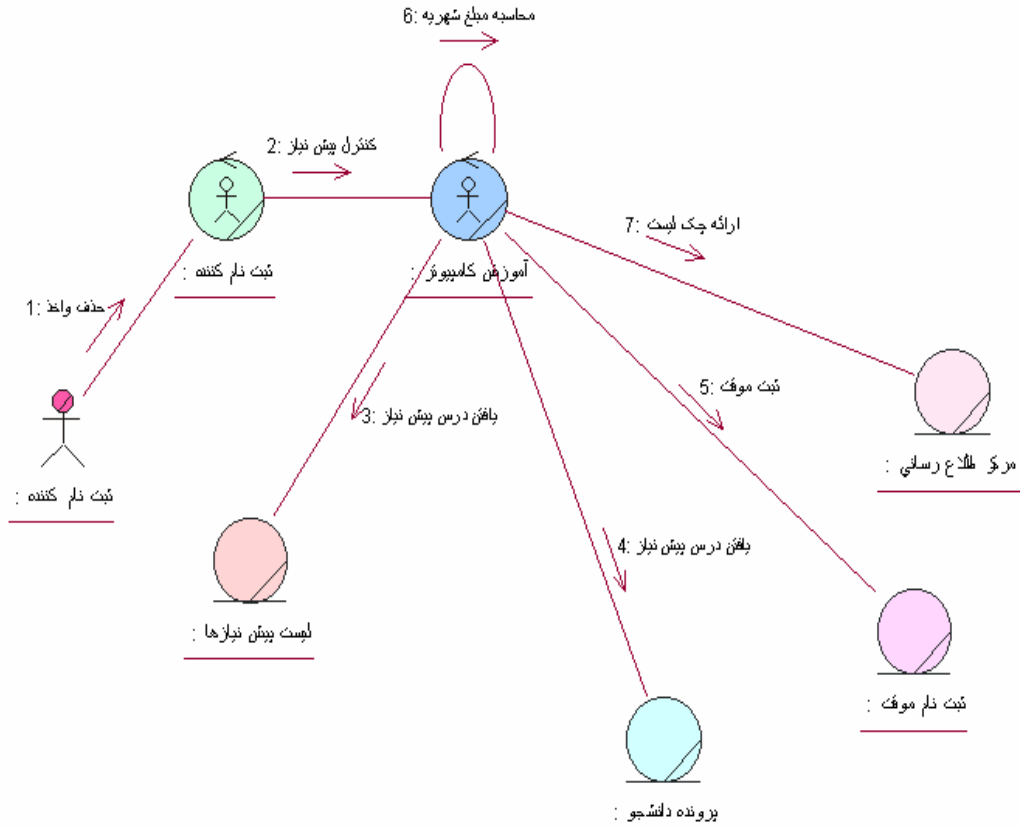 6: محاسبه مبلغ شهریه
2: کنترل پیش نیاز
7: ارائه چک لیست
ثبت نام کننده :
آموزش کامپیوتر :
1: حذف واحد
5: ثبت موقت
3: یافتن درس پیش نیاز
مرکز اطلاع رساني :
ثبت نام کننده :
4: یافتن درس پیش نیاز
لیست پیش نیازها :
ثبت نام موقت :
پرونده دانشجو :